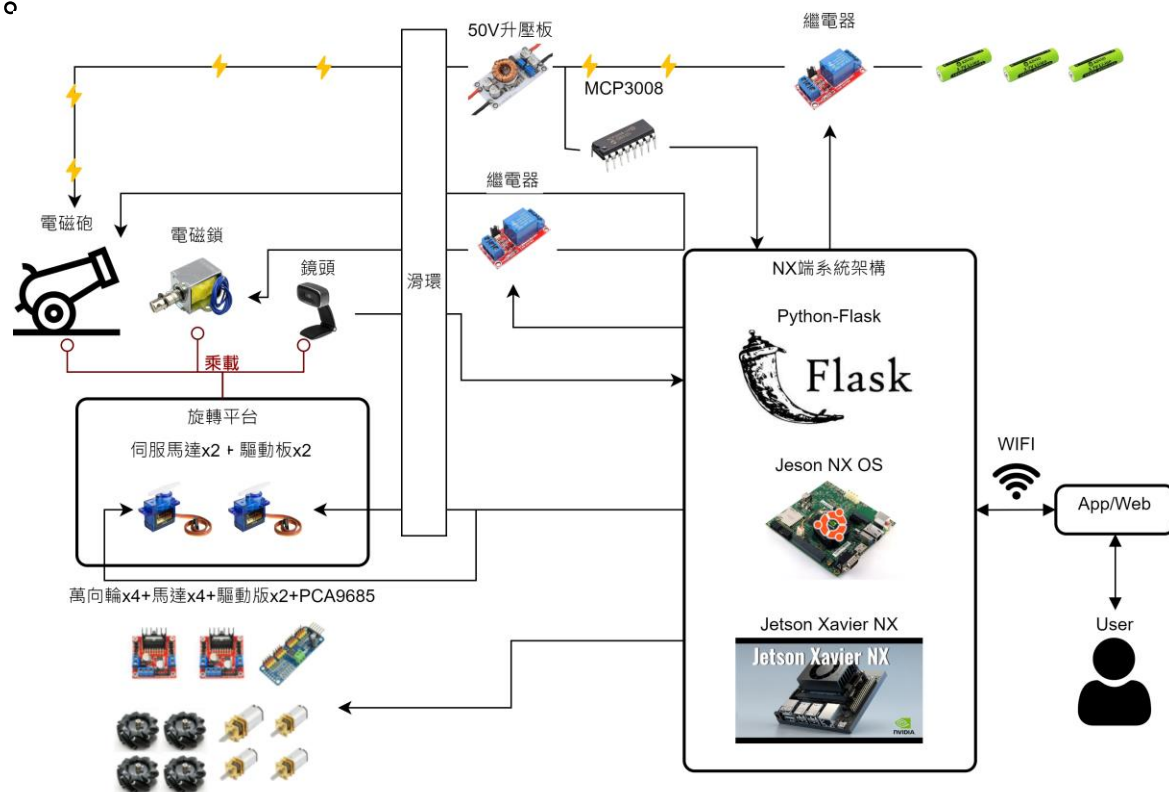 50V升壓板
繼電器
MCP3008
繼電器
電磁砲
電磁鎖
鏡頭
滑環
乘載
旋轉平台
伺服馬達x2 + 驅動板x2
萬向輪x4+馬達x4+驅動版x2+PCA9685
NX端系統架構
Python-Flask
Flask
Jeson NX OS
Jetson Xavier NX
Jetson Xavier NX
NVIDIA
WIFI
App/Web
User